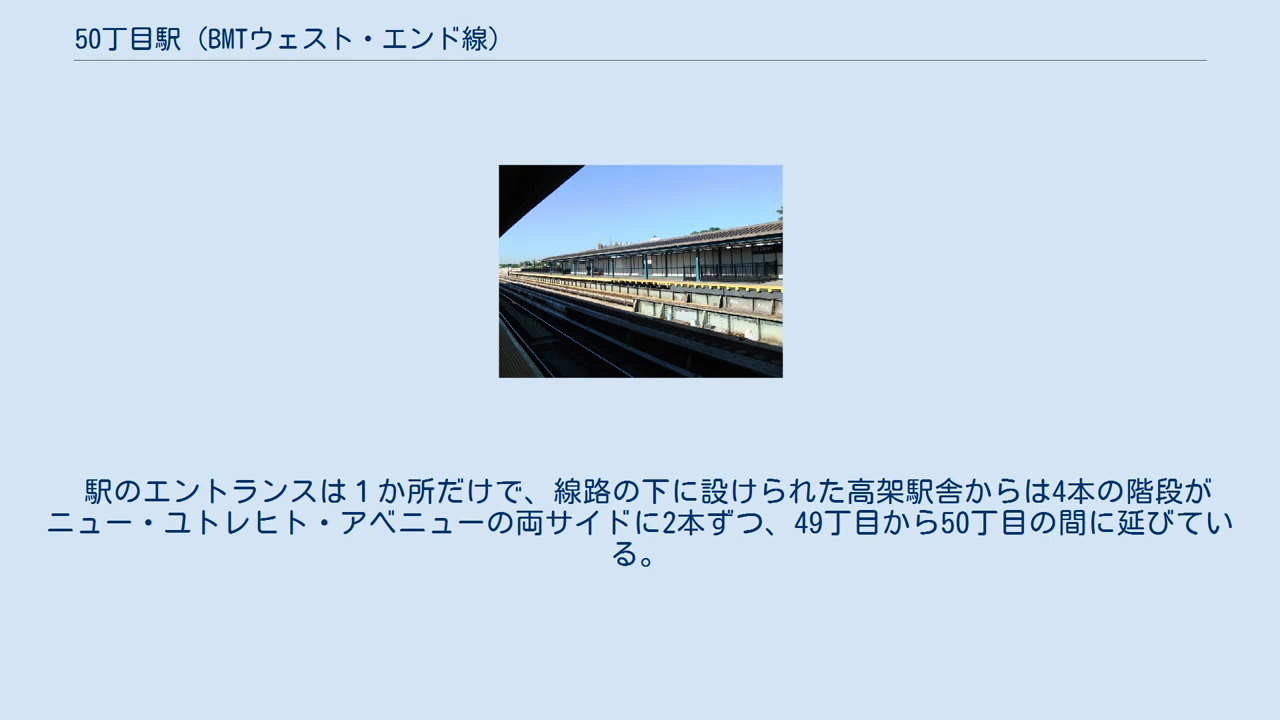 50丁目駅（BMTウェスト・エンド線）
駅のエントランスは１か所だけで、線路の下に設けられた高架駅舎からは4本の階段が
ニュー・ユトレヒト・アベニューの両サイドに2本ずつ、49丁目から50丁目の間に延びてい
る。